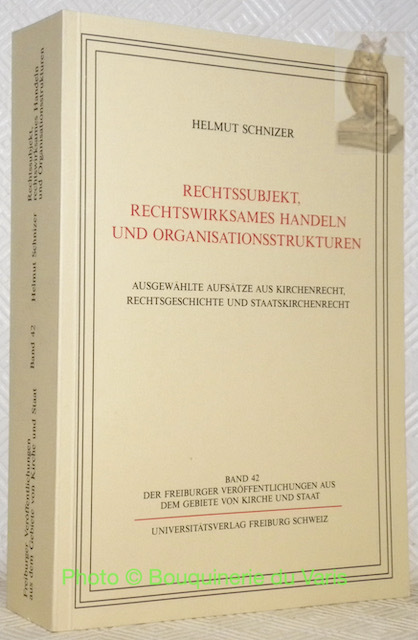 HELMUT SCHNIZER
RECHTSSUBJEKT,
RECHTSWIRKSAMES HANDELN
UND ORGANISATIONSSTRUKTUREN
AUSGEWÄHLTE AUFSÄTZE AUS KIRCHENRECHT,
RECHTSGESCHICHTE UND STAATSKIRCHENRECHT
BAND 42
DER FREIBURGER VERÖFFENTLICHUNGEN AUS
DEM GEBIETE VON KIRCHE UND STAAT
UNIVERSITÄTSVERLAG FREIBURG SCHWEIZ
Freiburger Veröffentlichungen
aus dem Gebiete von Kirche und Staat
Band 42
Helmut Schnizer
Rechtssubjekt,
rechtswirksames Handeln
und Organisationsstrukturen
Photo © Bouquinerie du Varis